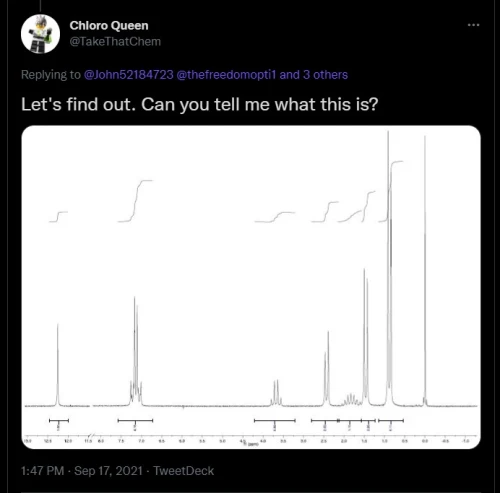 Chloro Queen
@TakeThatChem
Replying to @John52184723 @thefreedomopti1 and 3 others
Let's find out. Can you tell me what this is?
1:47 PM · Sep 17, 2021 · TweetDeck